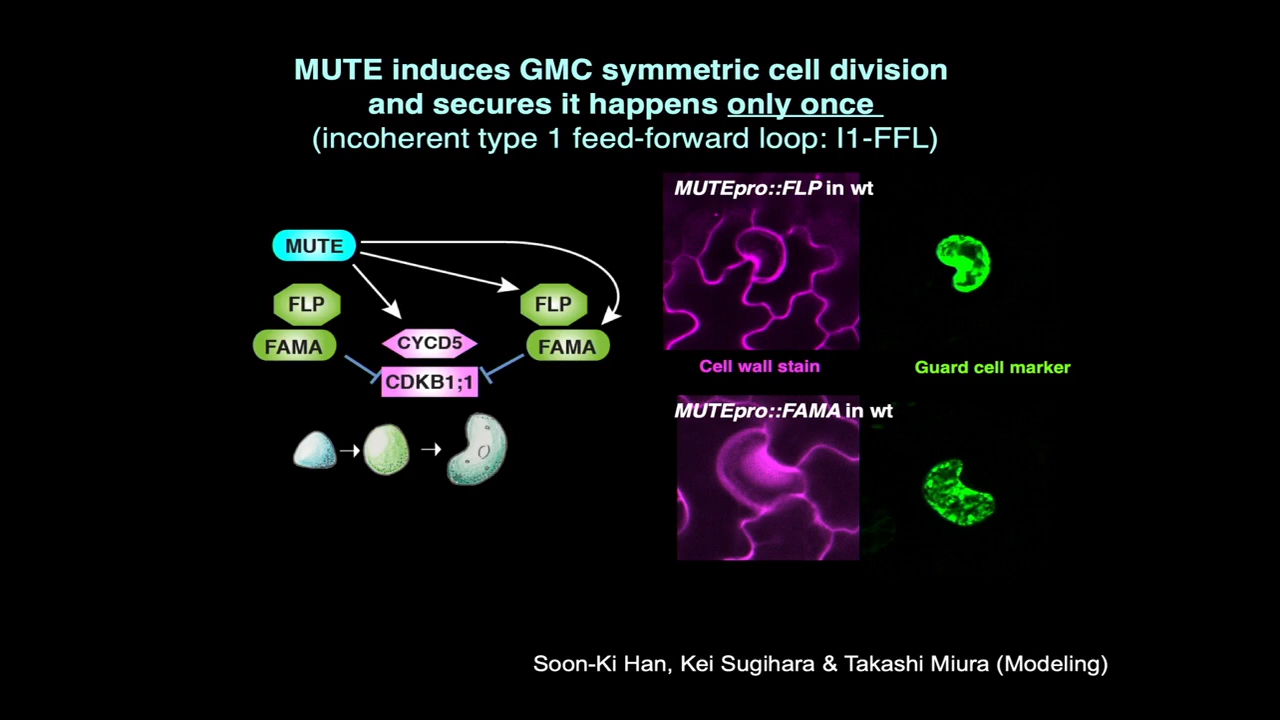 MUTE induces GMC symmetric cell division
and secures it happens only once
(incoherent type 1 feed-forward loop: I1-FFL)
MUTE
FLP
FAMA
CYCD5
CDKB1;1
FLP
FAMA
MUTEpro::FLP in wt
Cell wall stain
Guard cell marker
MUTEpro::FAMA in wt
Soon-Ki Han, Kei Sugihara & Takashi Miura (Modeling)